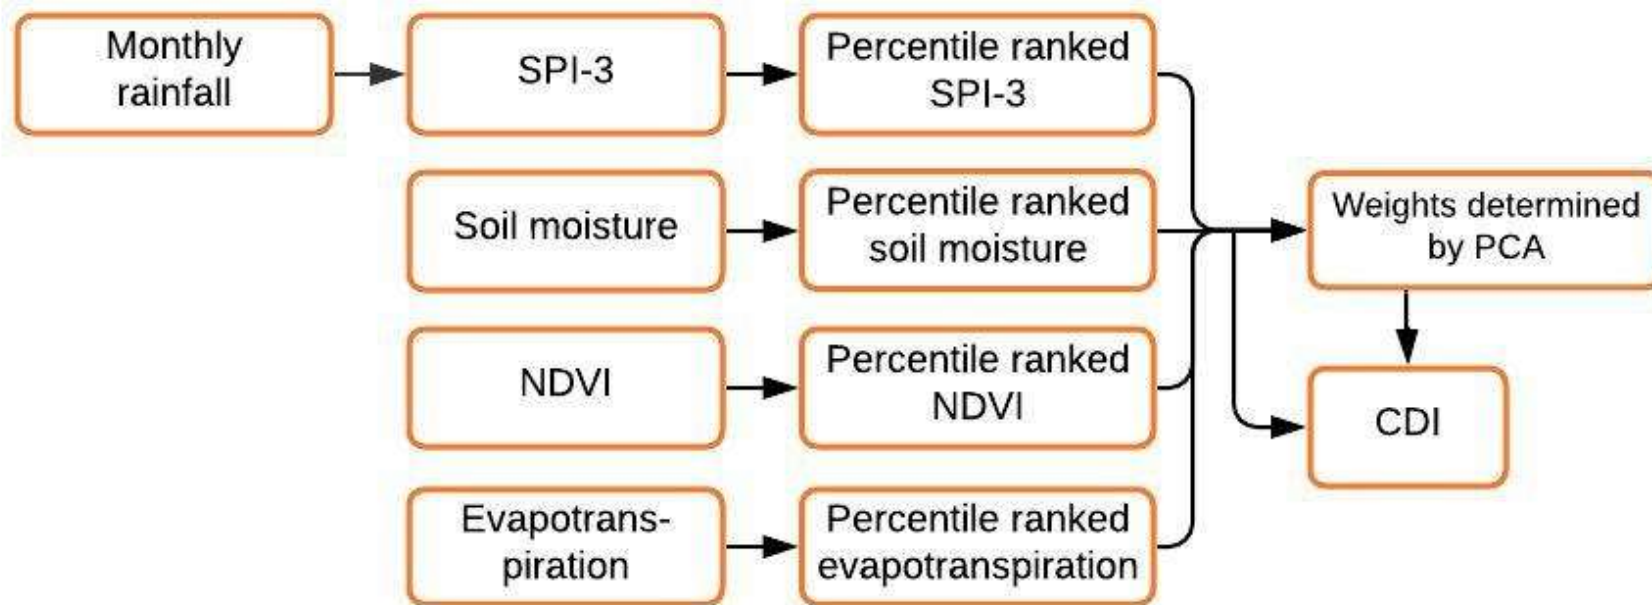 Monthly
rainfall
SPI-3
Percentile ranked
SPI-3
Soil moisture
Percentile ranked
soil moisture
Weights determined
by PCA
NDVI
Percentile ranked
NDVI
CDI
Evapotrans-
piration
Percentile ranked
evapotranspiration